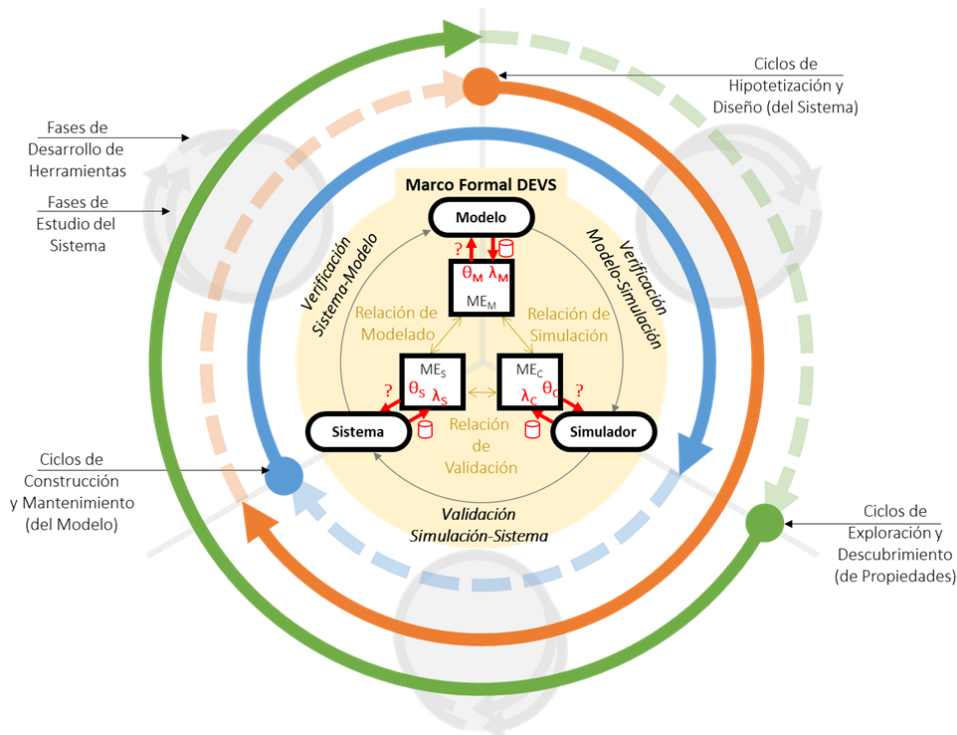 Ciclos de
Hipotetización y
Diseño (del Sistema)
Fases de
Desarrollo de
Herramientas
Fases de
Estudio del
Sistema
Marco Formal DEVS
Modelo
?
θM λM
MEM
Verificación
Sistema-Modelo
Verificación
Modelo-Simulación
Relación de
Modelado
Relación de
Simulación
MES
θS λS
?
MEC
λC θC
?
Sistema
Simulador
Relación
de
Validación
Validación
Simulación-Sistema
Ciclos de
Construcción
y Mantenimiento
(del Modelo)
Ciclos de
Exploración y
Descubrimiento
(de Propiedades)